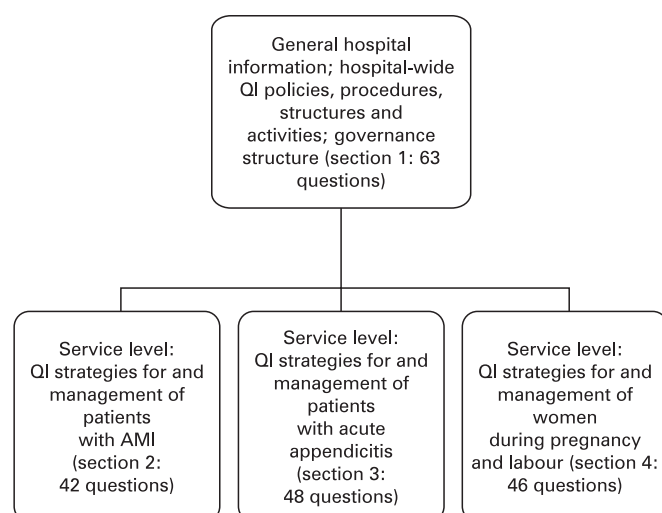 General hospital
information; hospital-wide
QI policies, procedures,
structures and
activities; governance
structure (section 1: 63
questions)
Service level:
QI strategies for and
management of
patients
with AMI
(section 2:
42 questions)
Service level:
QI strategies for and
management of
patients
with acute
appendicitis
(section 3:
48 questions)
Service level:
QI strategies for and
management of
women
during pregnancy
and labour (section 4:
46 questions)